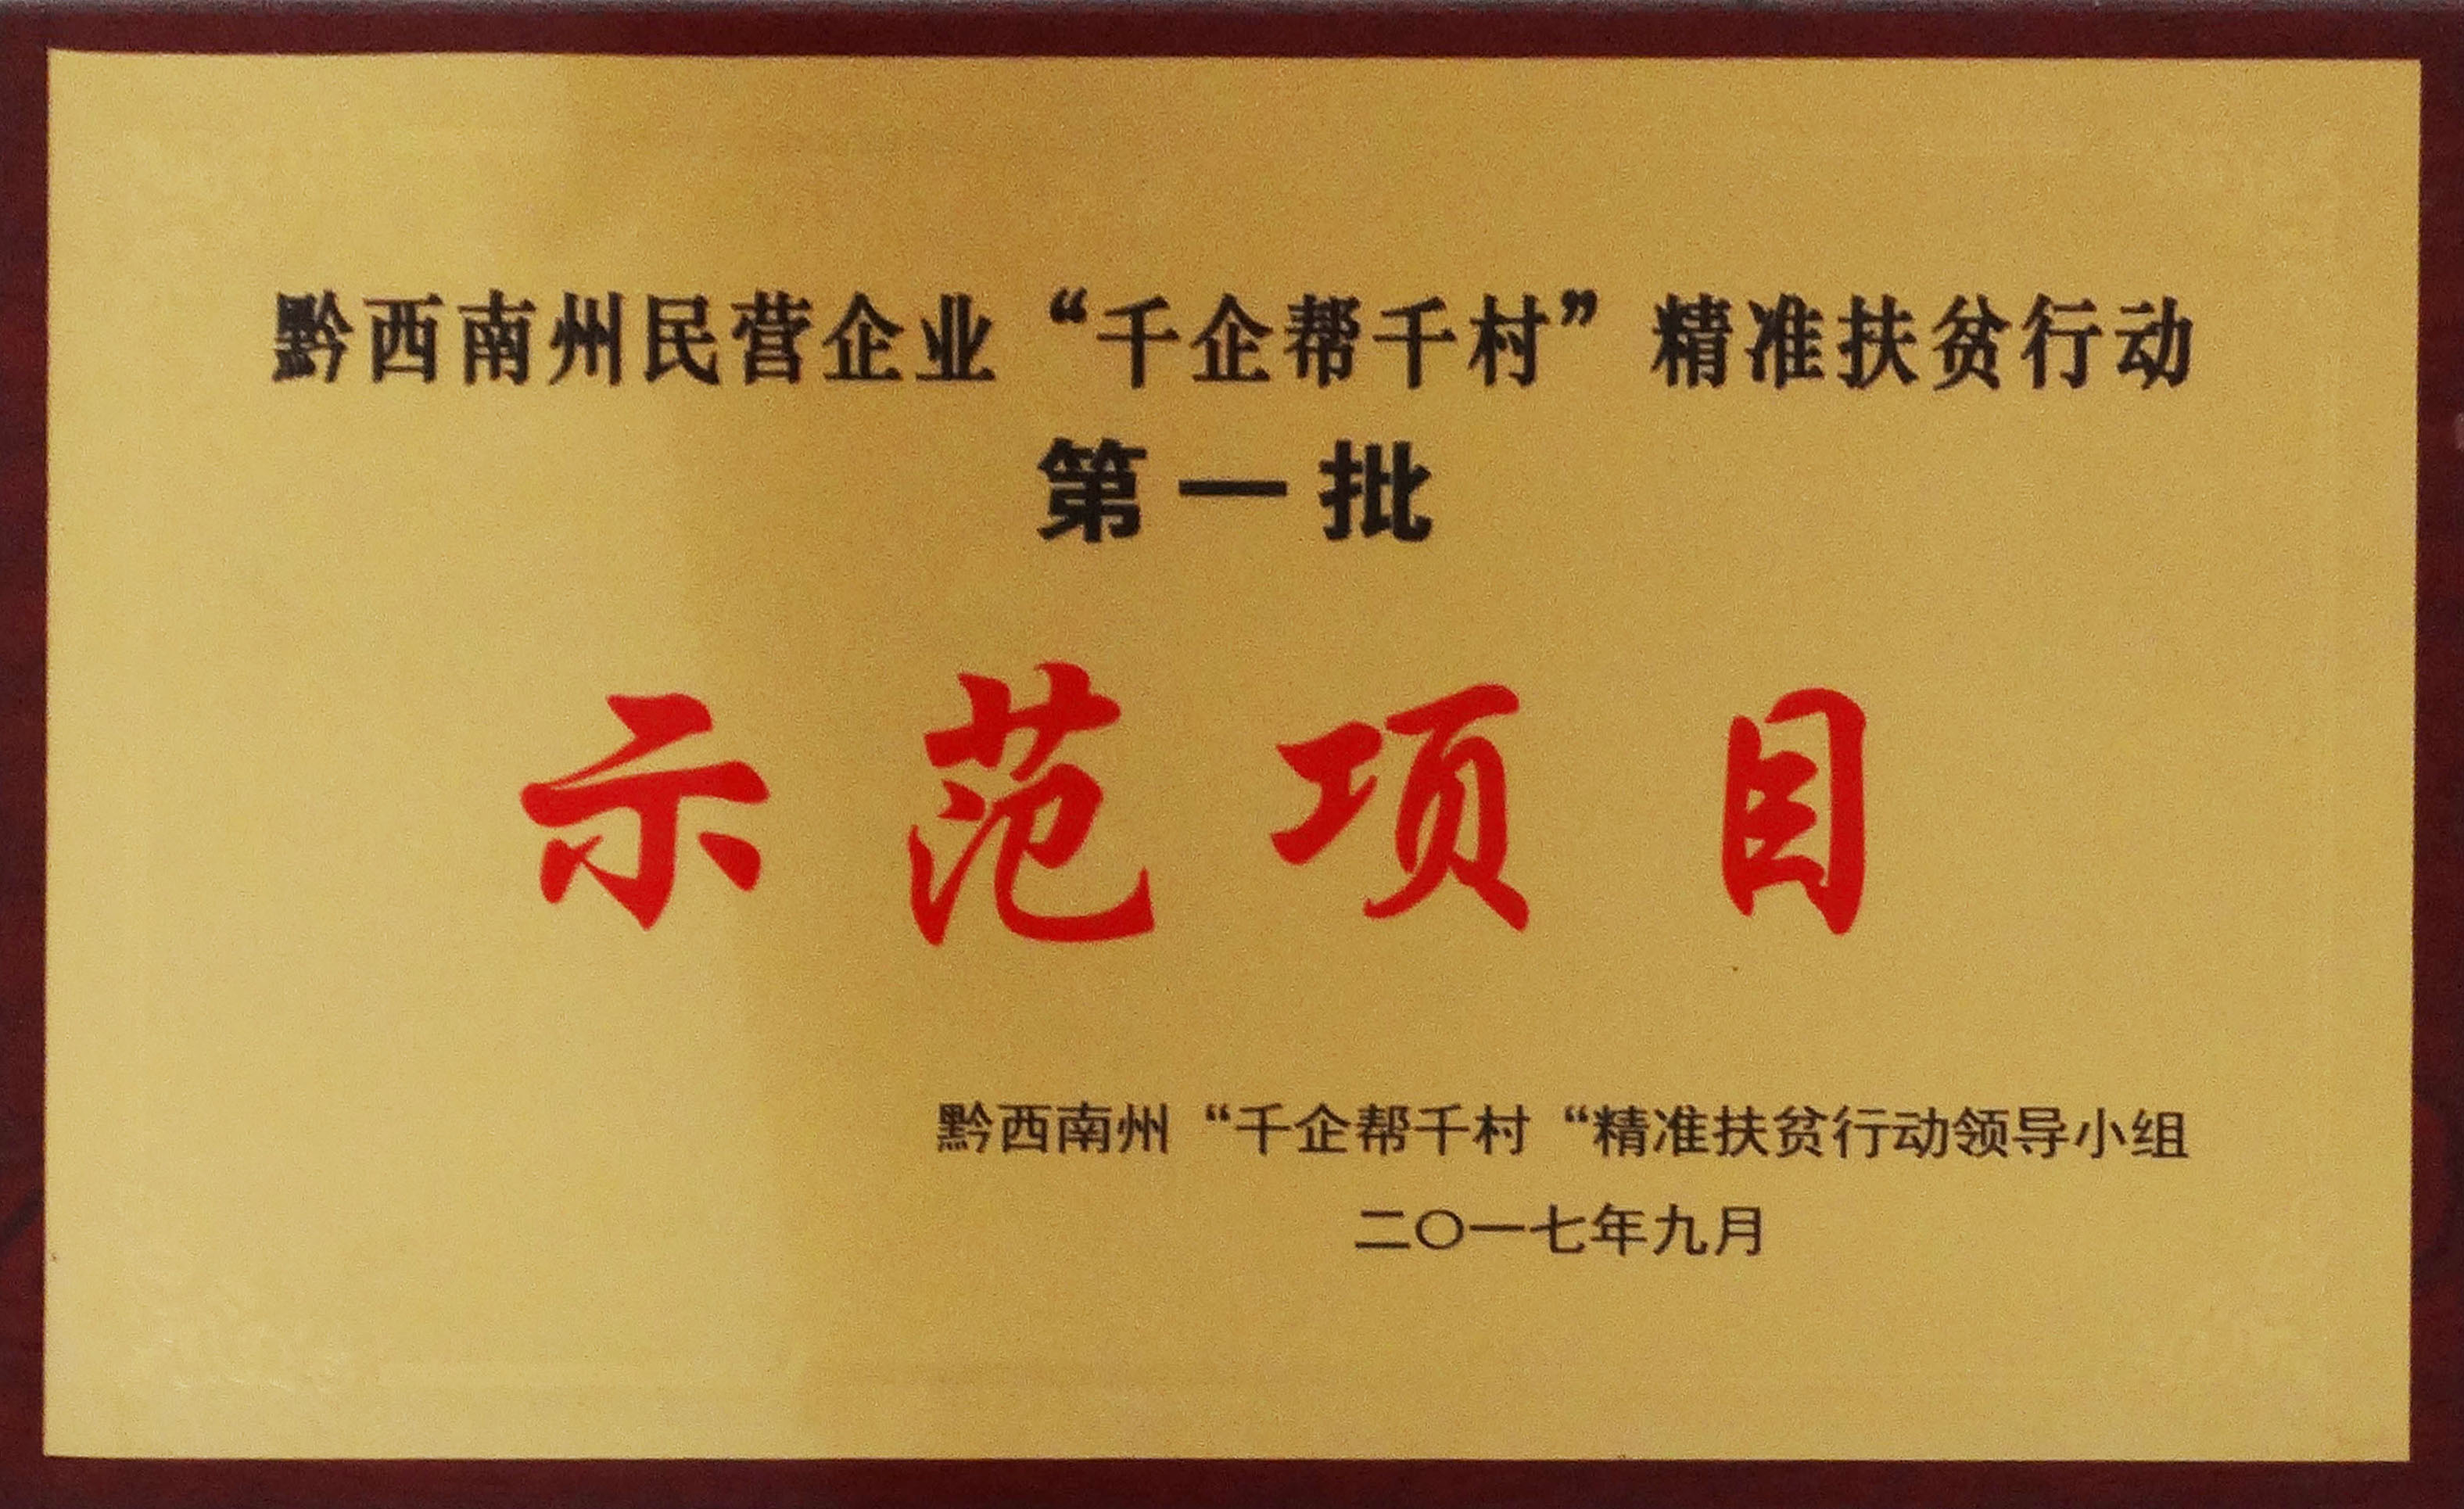 黔西南州民营企业“千企帮千村”精准扶贫行动
第一批
示范项目
黔西南州“千企帮千村“精准扶贫行动领导小组
二〇一七年九月